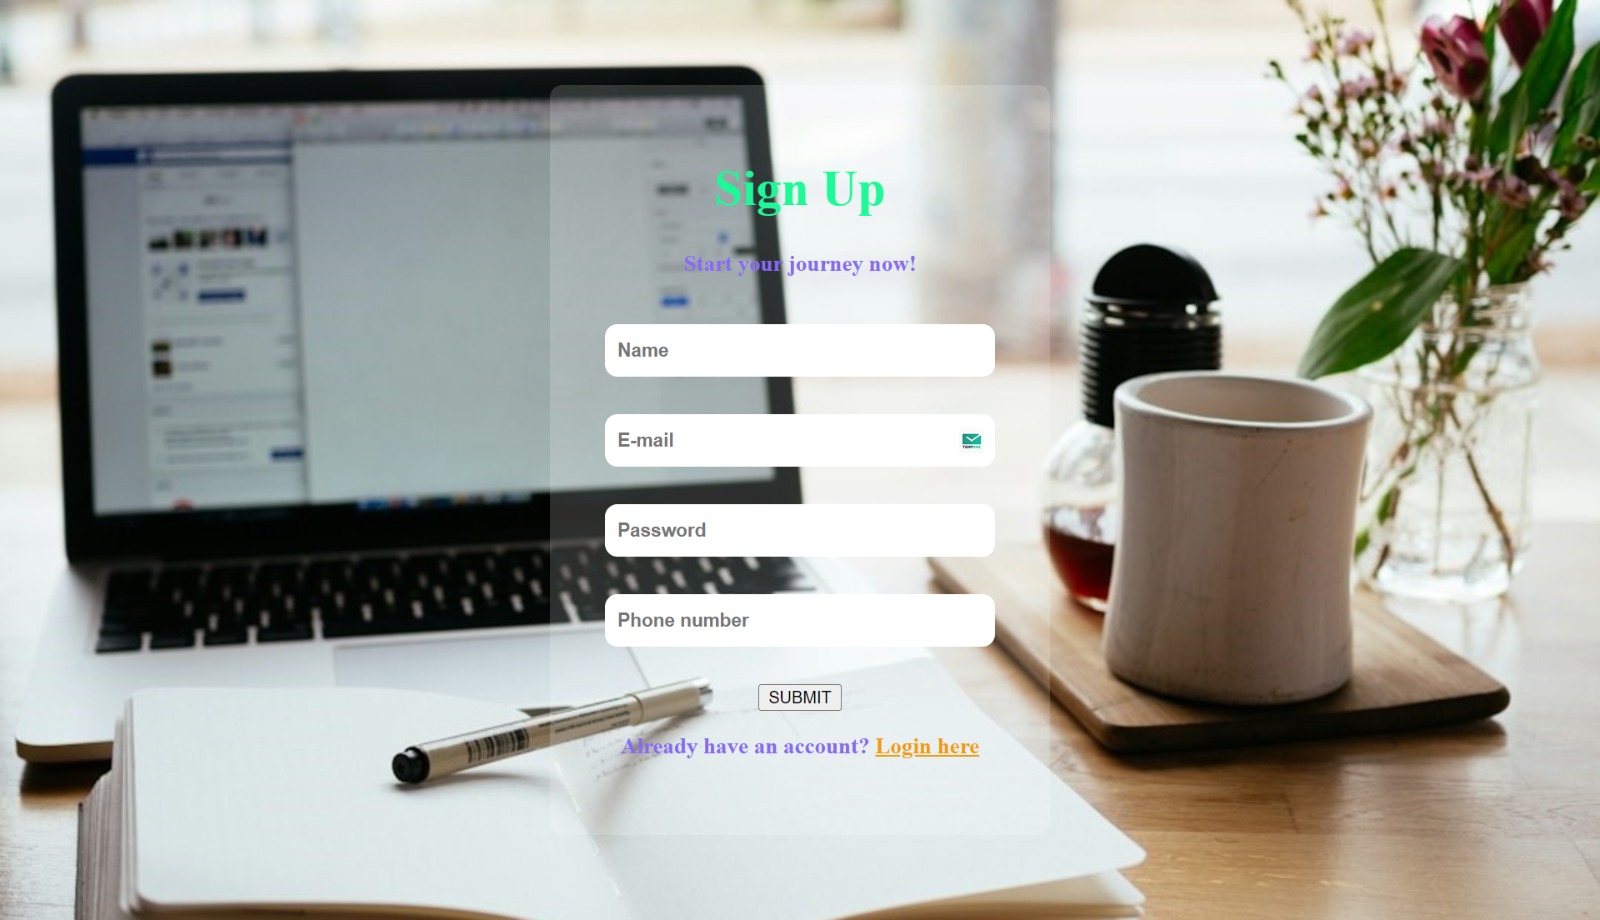 Sign Up
Start your journey now!
Name
E-mail
Password
Phone number
SUBMIT
Already have an account? Login here